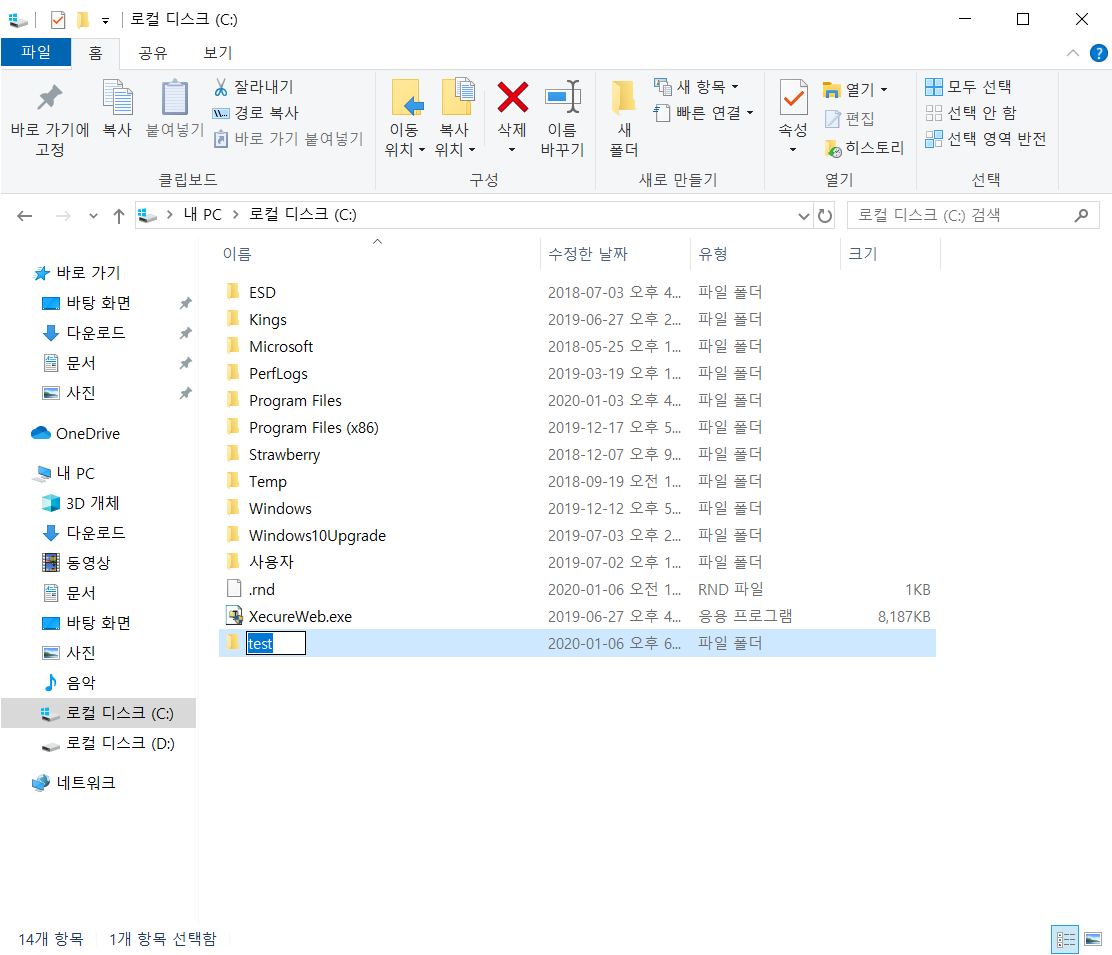 로컬 디스크 (C:)
파일 홈 공유 보기
바로 가기에 고정
복사
붙여넣기
잘라내기
경로 복사
바로 가기 붙여넣기
클립보드
이동 위치
복사 위치
삭제
이름 바꾸기
구성
새 폴더
새 항목
빠른 연결
새로 만들기
속성
열기
편집
히스토리
열기
모두 선택
선택 안 함
선택 영역 반전
선택
내 PC 로컬 디스크 (C:)
로컬 디스크 (C:) 검색
바로 가기
바탕 화면
다운로드
문서
사진
OneDrive
내 PC
3D 개체
다운로드
동영상
문서
바탕 화면
사진
음악
로컬 디스크 (C:)
로컬 디스크 (D:)
네트워크
이름 수정한 날짜 유형 크기
ESD 2018-07-03 오후 4... 파일 폴더
Kings 2019-06-27 오후 2... 파일 폴더
Microsoft 2018-05-25 오후 1... 파일 폴더
PerfLogs 2019-03-19 오후 1... 파일 폴더
Program Files 2020-01-03 오후 4... 파일 폴더
Program Files (x86) 2019-12-17 오후 5... 파일 폴더
Strawberry 2018-12-07 오후 9... 파일 폴더
Temp 2018-09-19 오전 1... 파일 폴더
Windows 2019-12-12 오후 5... 파일 폴더
Windows10Upgrade 2019-07-03 오후 2... 파일 폴더
사용자 2019-07-02 오후 1... 파일 폴더
.rnd 2020-01-06 오전 1... RND 파일 1KB
XecureWeb.exe 2019-06-27 오후 4... 응용 프로그램 8,187KB
test 2020-01-06 오후 6... 파일 폴더
14개 항목 1개 항목 선택함